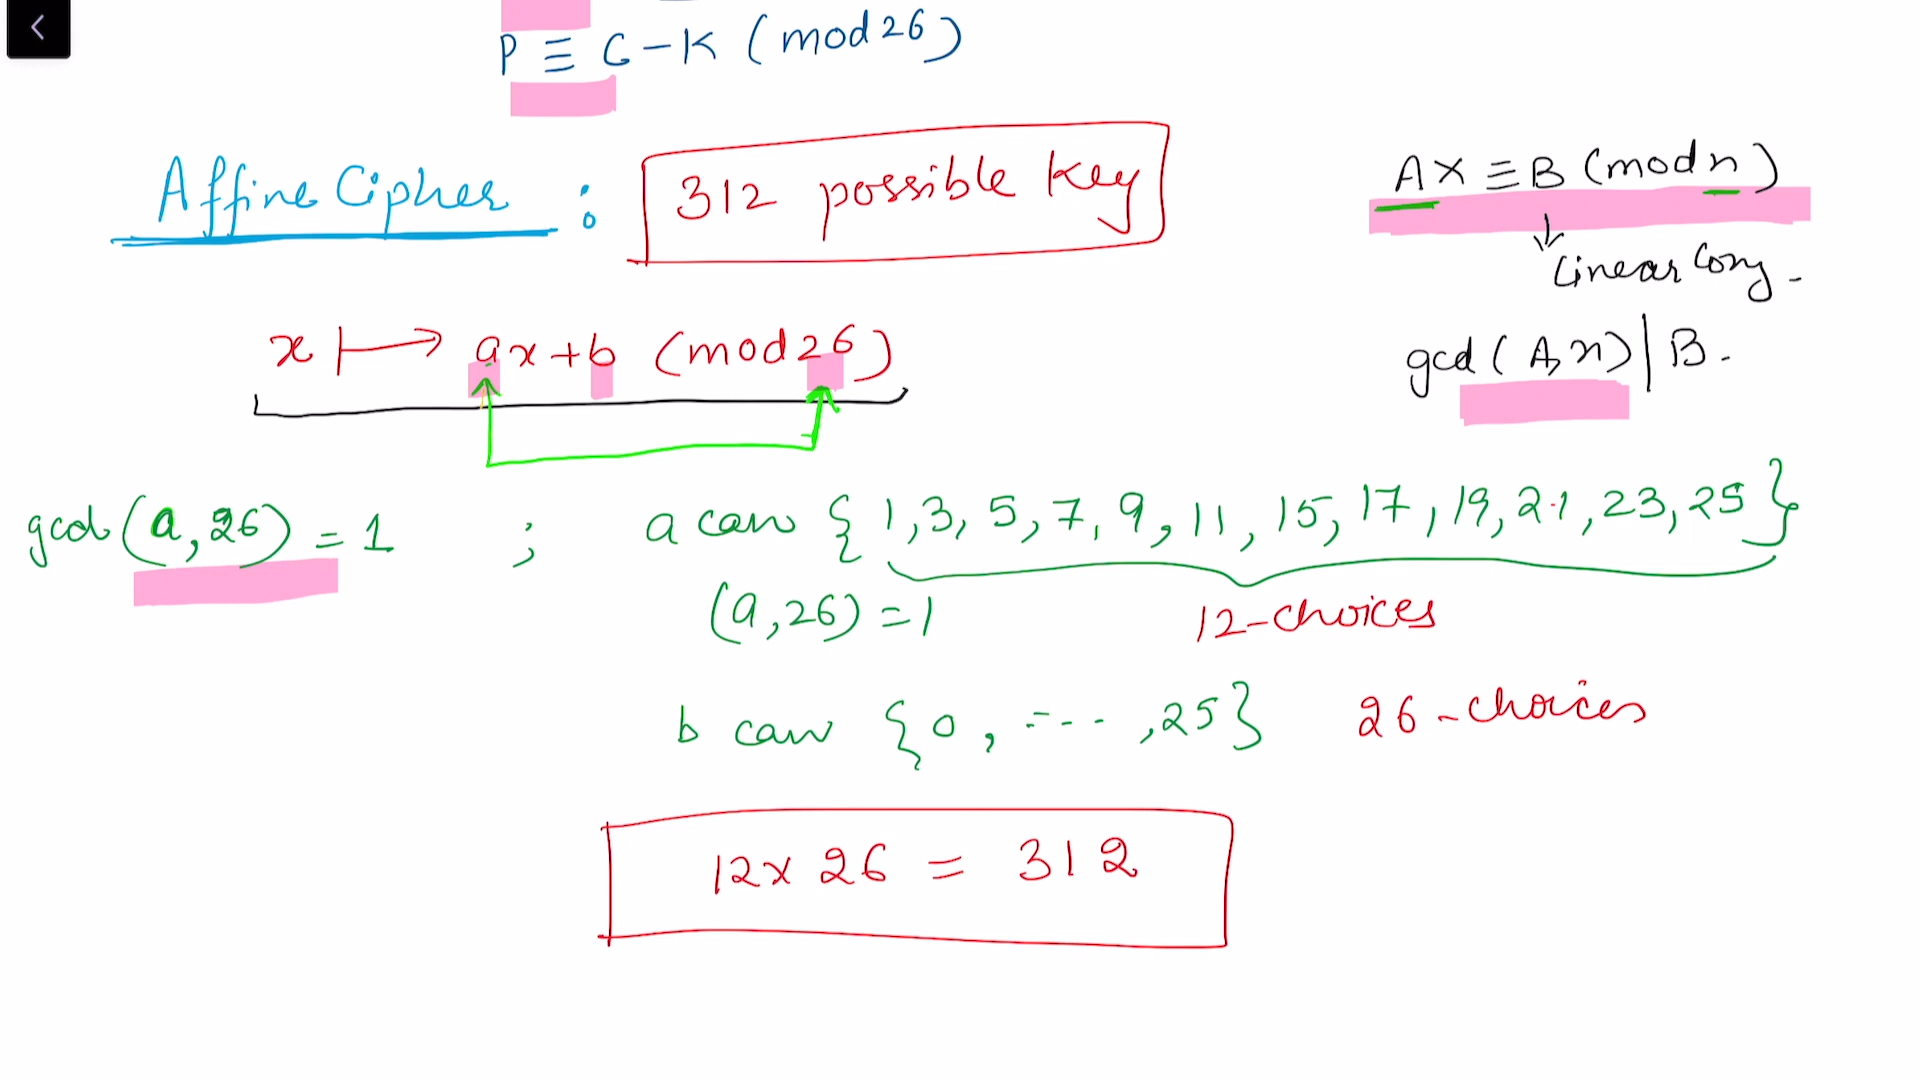 P ≡ C - K (mod 26)
Affine Cipher : 312 possible Key
AX ≡ B (mod n)
Linear Cong.
x ↦ ax + b (mod 26)
gcd (A, n) | B.
gcd (a, 26) = 1 ; a can {1, 3, 5, 7, 9, 11, 15, 17, 19, 21, 23, 25}
(a, 26) = 1 12-choices
b can {0, ----, 25} 26-choices
12 x 26 = 312